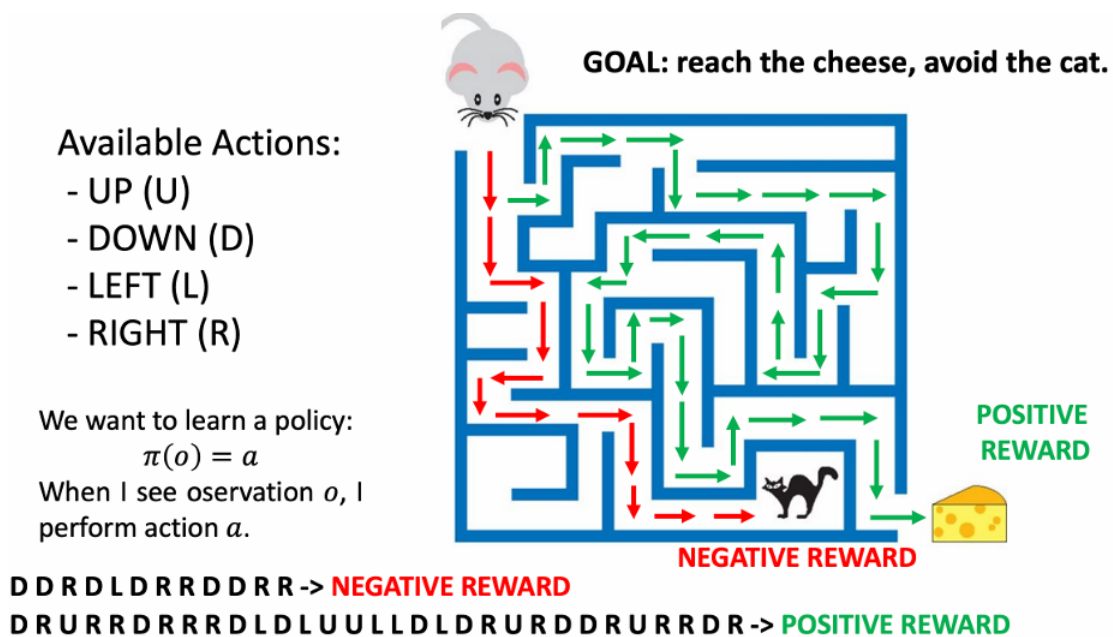 GOAL: reach the cheese, avoid the cat.
Available Actions:
- UP (U)
- DOWN (D)
- LEFT (L)
- RIGHT (R)
We want to learn a policy:
π(o) = a
When I see oservation o, I
perform action a.
POSITIVE
REWARD
NEGATIVE REWARD
D D R D L D R R D D R R -> NEGATIVE REWARD
D R U R R D R R R D L D L U U L L D L D R U R D D R U R R D R -> POSITIVE REWARD